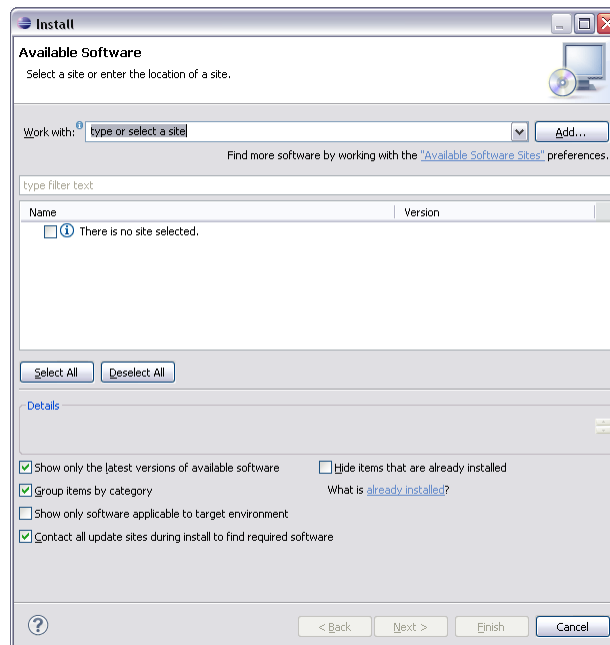 Install
Available Software
Select a site or enter the location of a site.
Work with: type or select a site Add...
Find more software by working with the "Available Software Sites" preferences.
type filter text
Name Version
There is no site selected.
Select All Deselect All
Details
Show only the latest versions of available software Hide items that are already installed
Group items by category What is already installed?
Show only software applicable to target environment
Contact all update sites during install to find required software
? < Back Next > Finish Cancel